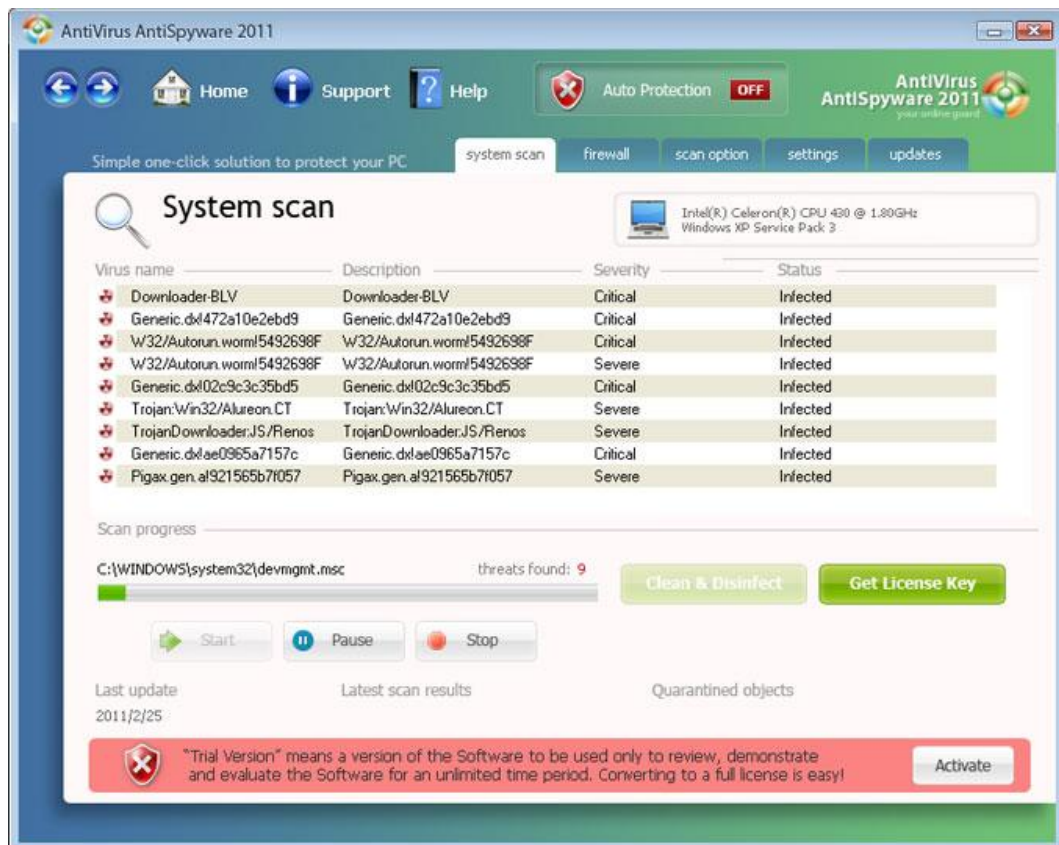 AntiVirus AntiSpyware 2011
Home Support Help Auto Protection OFF
AntiVirus
AntiSpyware 2011
your online guard
Simple one-click solution to protect your PC
system scan firewall scan option settings updates
System scan
Intel(R) Celeron(R) CPU 430 @ 1.80GHz
Windows XP Service Pack 3
Virus name Description Severity Status
Downloader-BLV Downloader-BLV Critical Infected
Generic.dx!472a10e2ebd9 Generic.dx!472a10e2ebd9 Critical Infected
W32/Autorun.worm!5492698F W32/Autorun.worm!5492698F Critical Infected
W32/Autorun.worm!5492698F W32/Autorun.worm!5492698F Severe Infected
Generic.dx!02c9c3c35bd5 Generic.dx!02c9c3c35bd5 Critical Infected
Trojan:Win32/Alureon.CT Trojan:Win32/Alureon.CT Severe Infected
TrojanDownloader:JS/Renos TrojanDownloader:JS/Renos Severe Infected
Generic.dx!ae0965a7157c Generic.dx!ae0965a7157c Critical Infected
Pigax.gen.a!921565b7f057 Pigax.gen.a!921565b7f057 Severe Infected
Scan progress
C:\WINDOWS\system32\devmgmt.msc threats found: 9
Clean & Disinfect Get License Key
Start Pause Stop
Last update Latest scan results Quarantined objects
2011/2/25
"Trial Version" means a version of the Software to be used only to review, demonstrate
and evaluate the Software for an unlimited time period. Converting to a full license is easy!
Activate